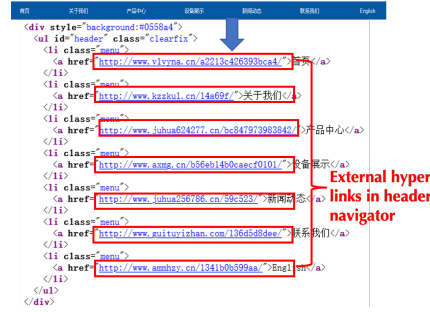 首页 关于我们 产品中心 设备展示 新闻动态 联系我们 English
<div style="background:#0558a4">
<ul id="header" class="clearfix">
<li class="menu">
<a href="http://www.vlvyna.cn/a2213c426393bca4/">首页</a>
</li>
<li class="menu">
<a href="http://www.kzzku1.cn/14a69f/">关于我们</a>
</li>
<li class="menu">
<a href="http://www.juhua624277.cn/bc847973983842/">产品中心</a>
</li>
<li class="menu">
<a href="http://www.axmg.cn/b56eb14b0caecf0101/">设备展示</a>
</li>
<li class="menu">
<a href="http://www.juhua256786.cn/59c523/">新闻动态</a>
</li>
<li class="menu">
<a href="http://www.guituyizhan.com/136d5d8dee/">联系我们</a>
</li>
<li class="menu">
<a href="http://www.ammhzy.cn/1341b0b599aa/">English</a>
</li>
</ul>
</div>
External hyper
links in header
navigator